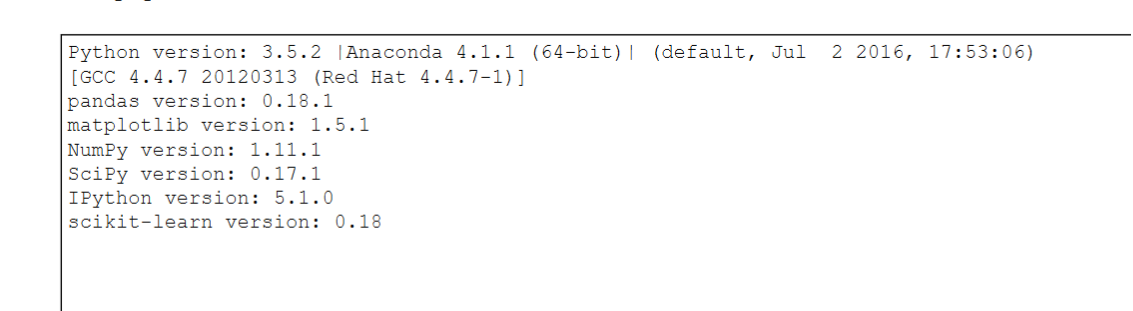 Python version: 3.5.2 |Anaconda 4.1.1 (64-bit)| (default, Jul  2 2016, 17:53:06)
[GCC 4.4.7 20120313 (Red Hat 4.4.7-1)]
pandas version: 0.18.1
matplotlib version: 1.5.1
NumPy version: 1.11.1
SciPy version: 0.17.1
IPython version: 5.1.0
scikit-learn version: 0.18